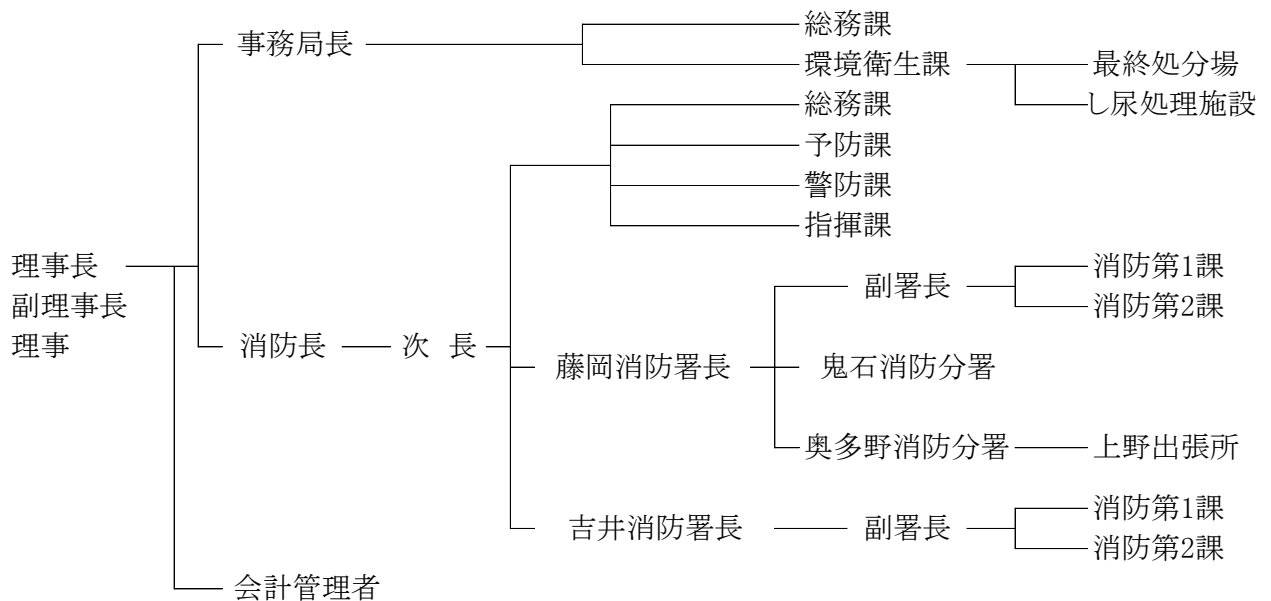 総務課
事務局長
環境衛生課 最終処分場
総務課 し尿処理施設
予防課
警防課
指揮課
理事長
副理事長
理事
消防第1課
副署長
消防第2課
消防長 次 長
藤岡消防署長 鬼石消防分署
奥多野消防分署 上野出張所
消防第1課
吉井消防署長 副署長
消防第2課
会計管理者